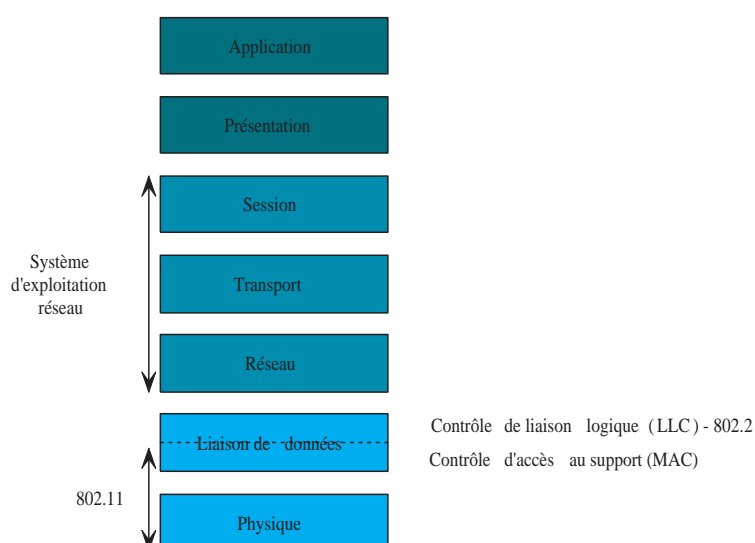 Application
Présentation
Session
Système
d'exploitation
réseau
Transport
Réseau
Liaison de données
Contrôle de liaison logique (LLC) - 802.2
Contrôle d'accès au support (MAC)
802.11
Physique